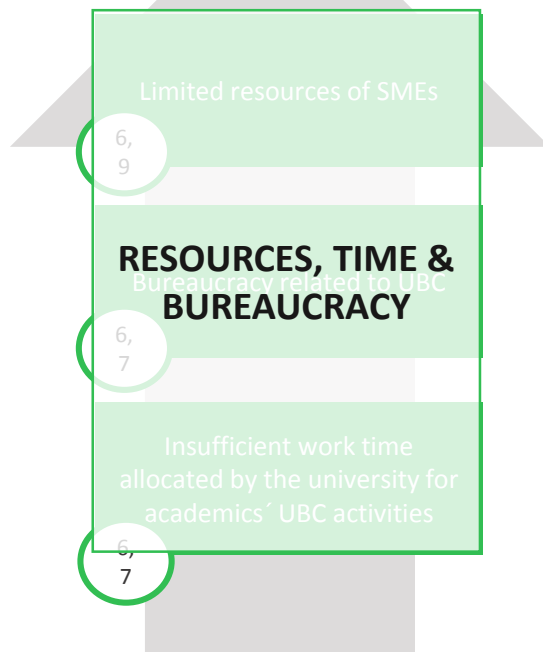 Limited resources of SMEs
6,
9
RESOURCES, TIME &
Bureaucracy related to UBC
BUREAUCRACY
6,
7
Insufficient work time
allocated by the university for
academics´ UBC activities
6,
7